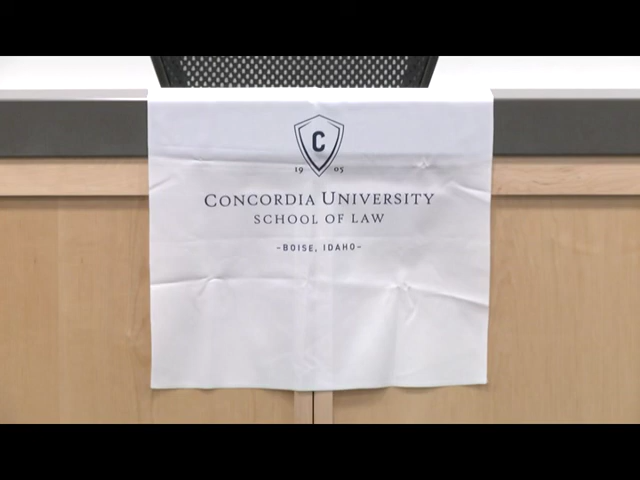 C
19 05
CONCORDIA UNIVERSITY
SCHOOL OF LAW
-BOISE, IDAHO-